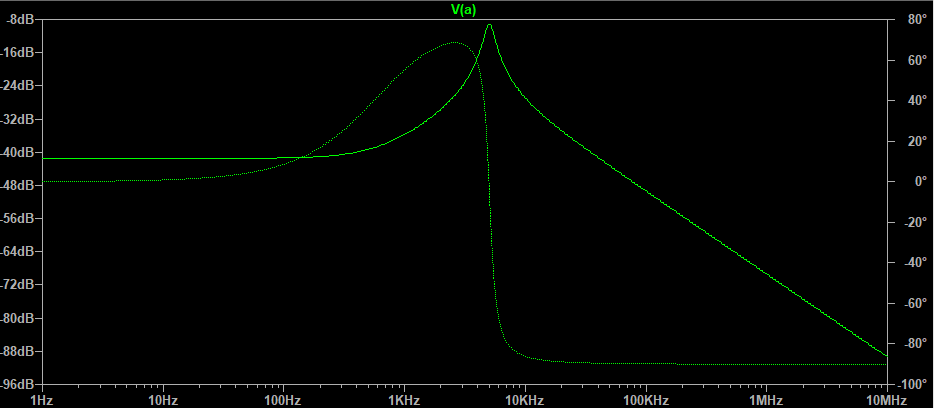 V(a)
-8dB
-16dB
-24dB
-32dB
-40dB
-48dB
-56dB
-64dB
-72dB
-80dB
-88dB
-96dB
80°
60°
40°
20°
0°
-20°
-40°
-60°
-80°
-100°
1Hz 10Hz 100Hz 1KHz 10KHz 100KHz 1MHz 10MHz